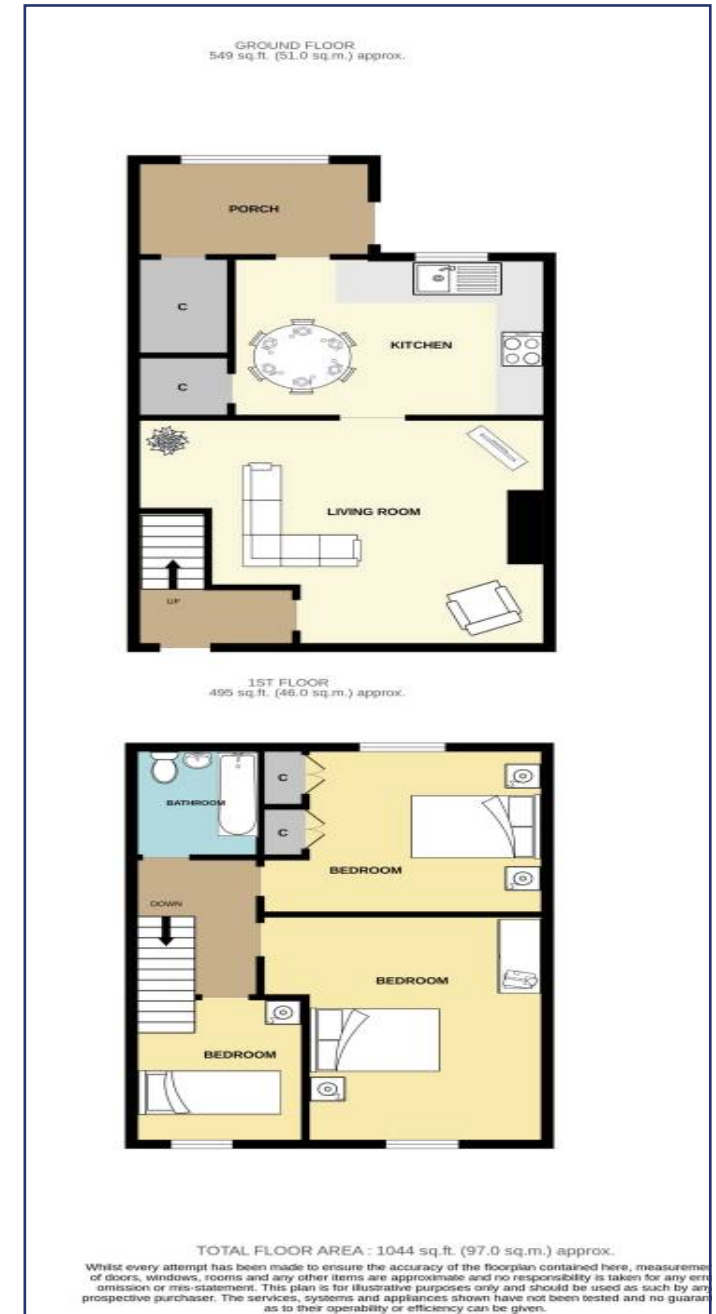 GROUND FLOOR
549 sq.ft. (51.0 sq.m.) approx.
PORCH
C
KITCHEN
C
LIVING ROOM
UP
1ST FLOOR
495 sq.ft. (46.0 sq.m.) approx.
C
BATHROOM
C
BEDROOM
DOWN
BEDROOM
BEDROOM
TOTAL FLOOR AREA : 1044 sq.ft. (97.0 sq.m.) approx.
Whilst every attempt has been made to ensure the accuracy of the floorplan contained here, measuremen
of doors, windows, rooms and any other items are approximate and no responsibility is taken for any err
omission or mis-statement. This plan is for illustrative purposes only and should be used as such by an
prospective purchaser. The services, systems and appliances shown have not been tested and no guaran
as to their operability or efficiency can be given.